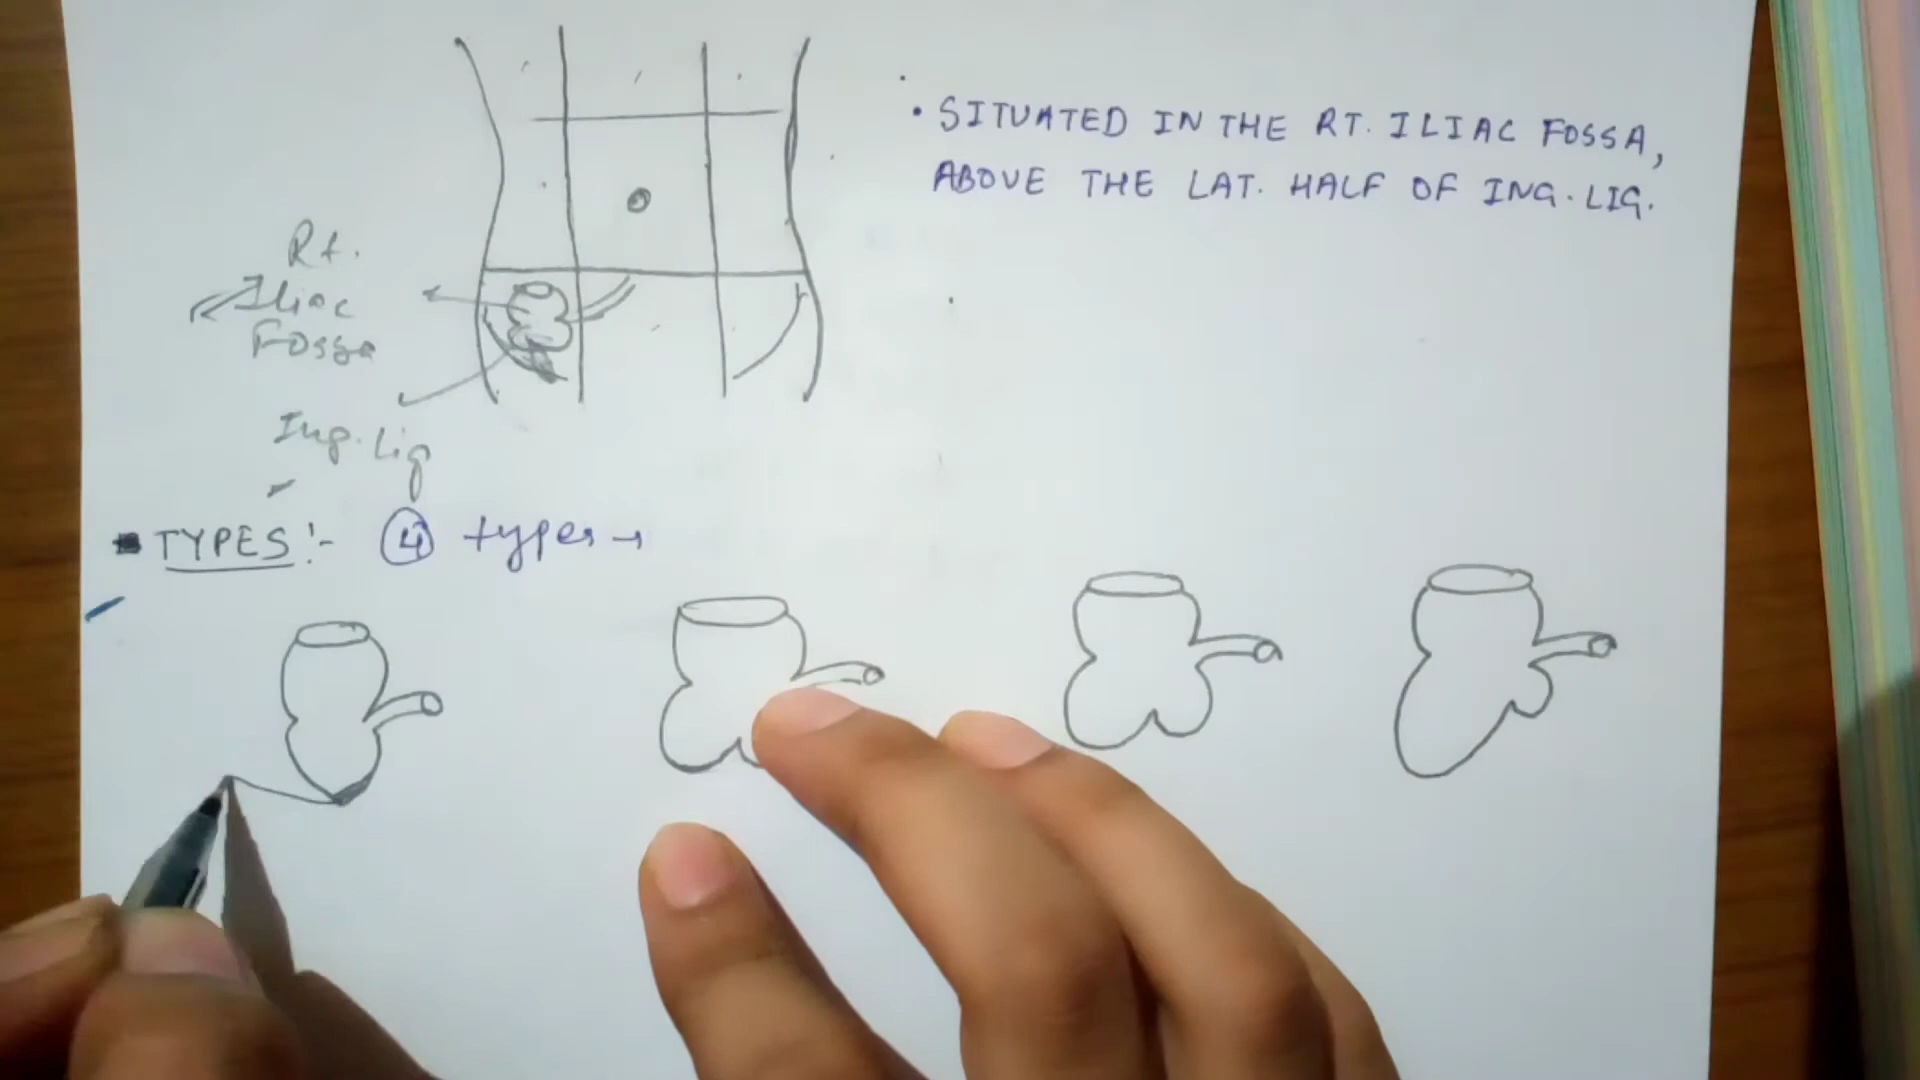 • SITUATED IN THE RT. ILIAC FOSSA,
ABOVE THE LAT. HALF OF ING. LIG.
Rt.
Iliac
Fossa
Ing. Lig
TYPES :- ④ types →